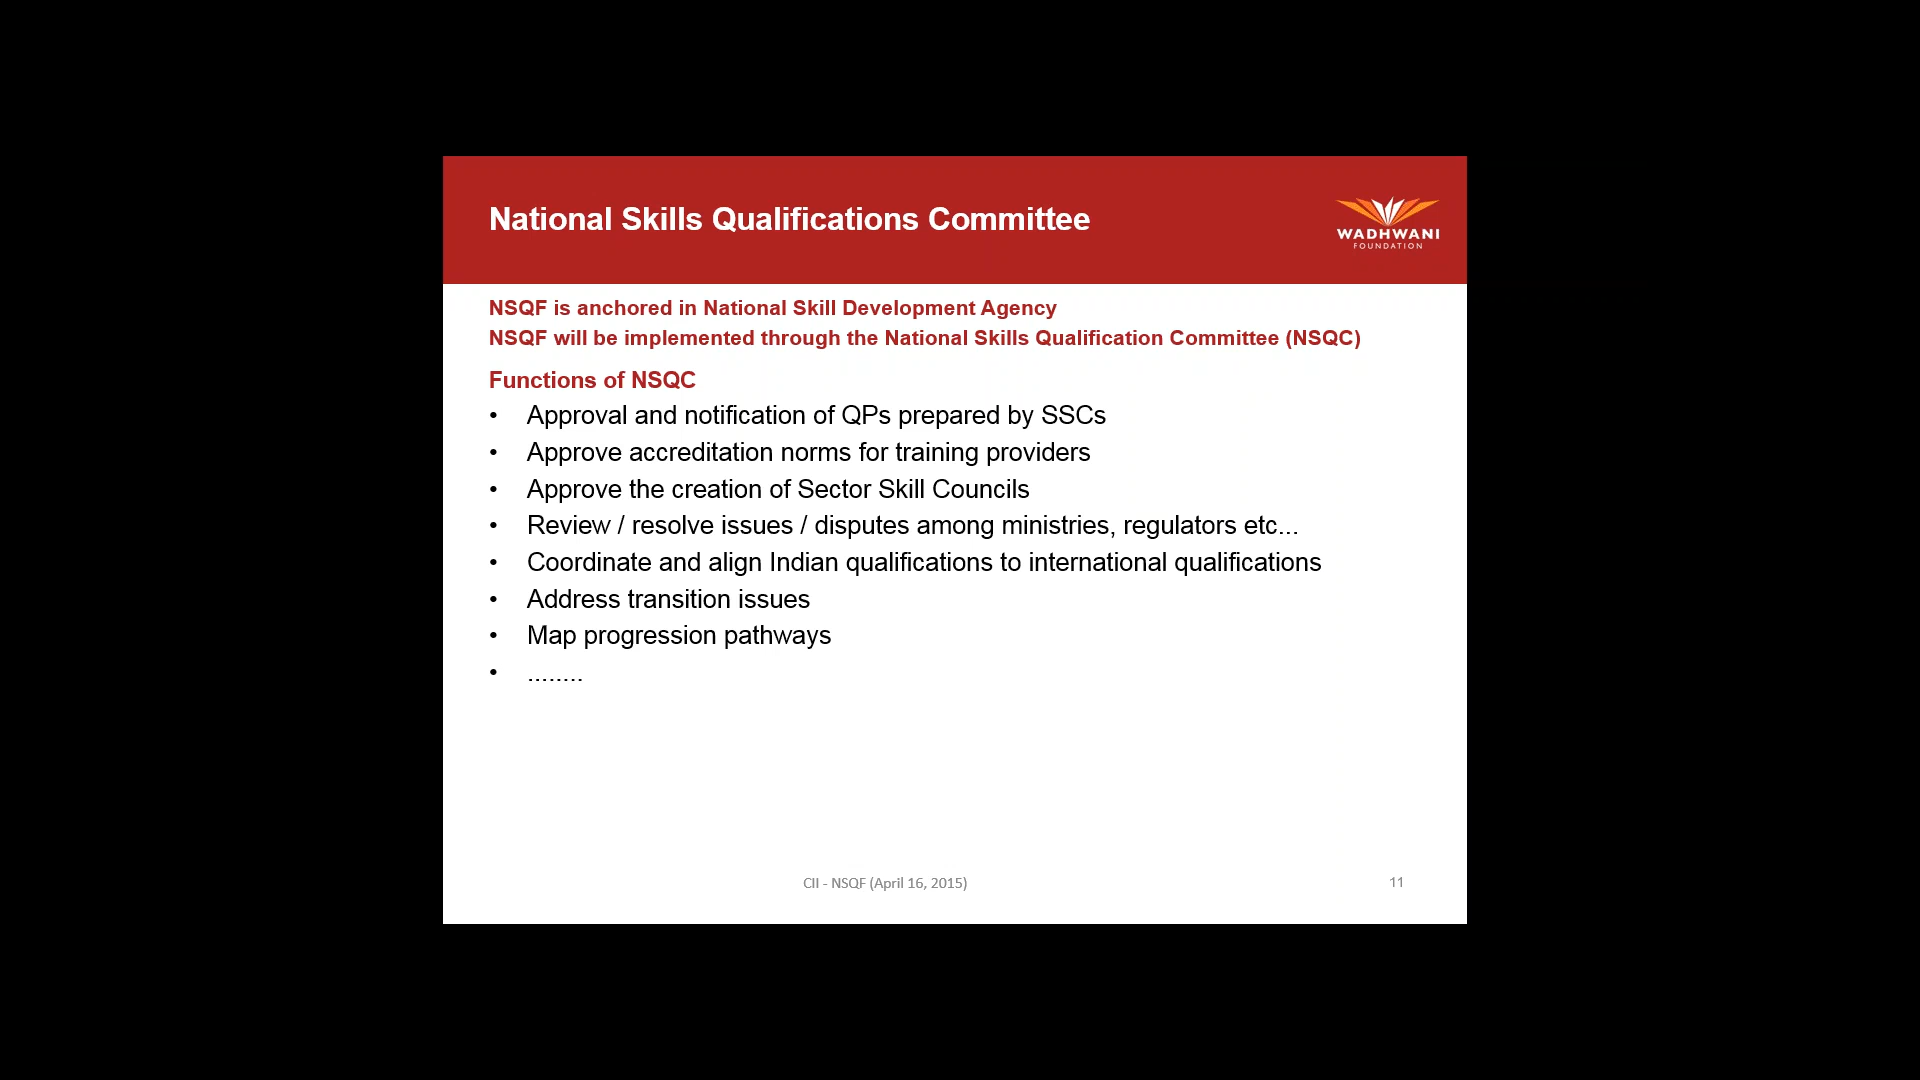 National Skills Qualifications Committee
WADHWANI
FOUNDATION
NSQF is anchored in National Skill Development Agency
NSQF will be implemented through the National Skills Qualification Committee (NSQC)
Functions of NSQC
• Approval and notification of QPs prepared by SSCs
• Approve accreditation norms for training providers
• Approve the creation of Sector Skill Councils
• Review / resolve issues / disputes among ministries, regulators etc...
• Coordinate and align Indian qualifications to international qualifications
• Address transition issues
• Map progression pathways
• ........
CII - NSQF (April 16, 2015)
11